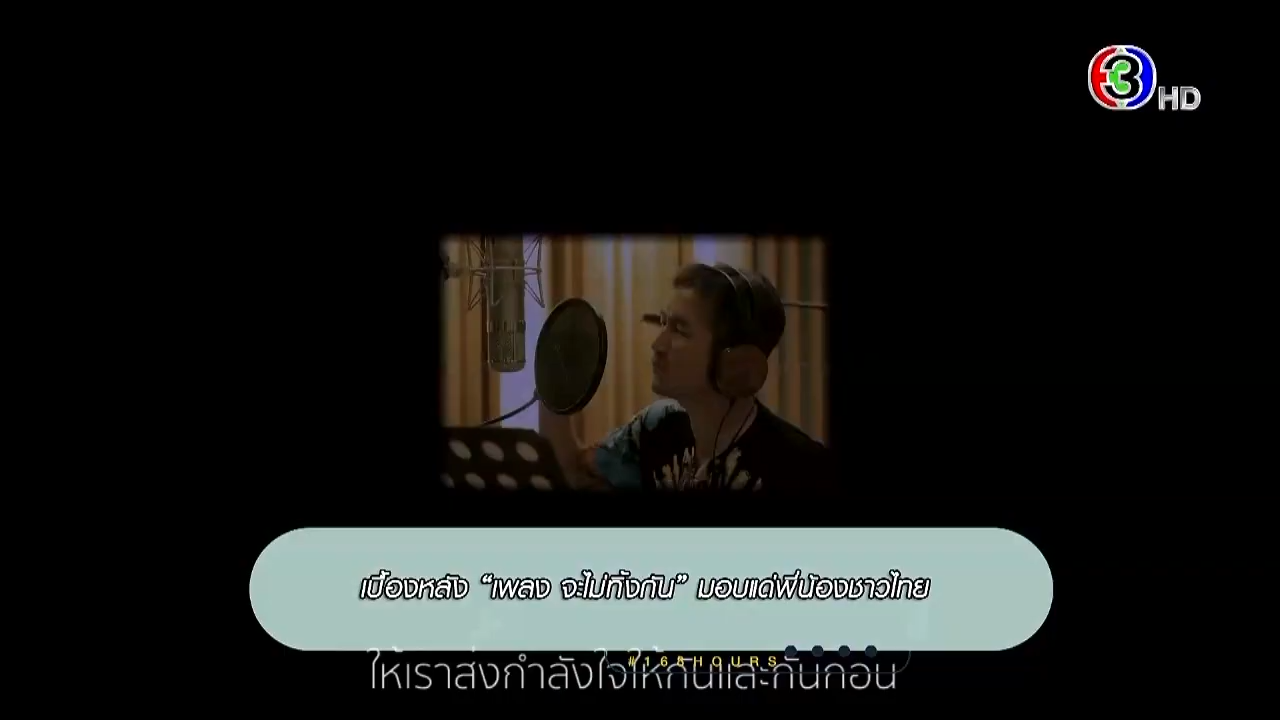 3 HD
เบื้องหลัง “เพลง จะไม่ทิ้งกัน” มอบแด่พี่น้องชาวไทย
#168HOURS
ให้เราส่งกำลังใจให้กันและกันก่อน